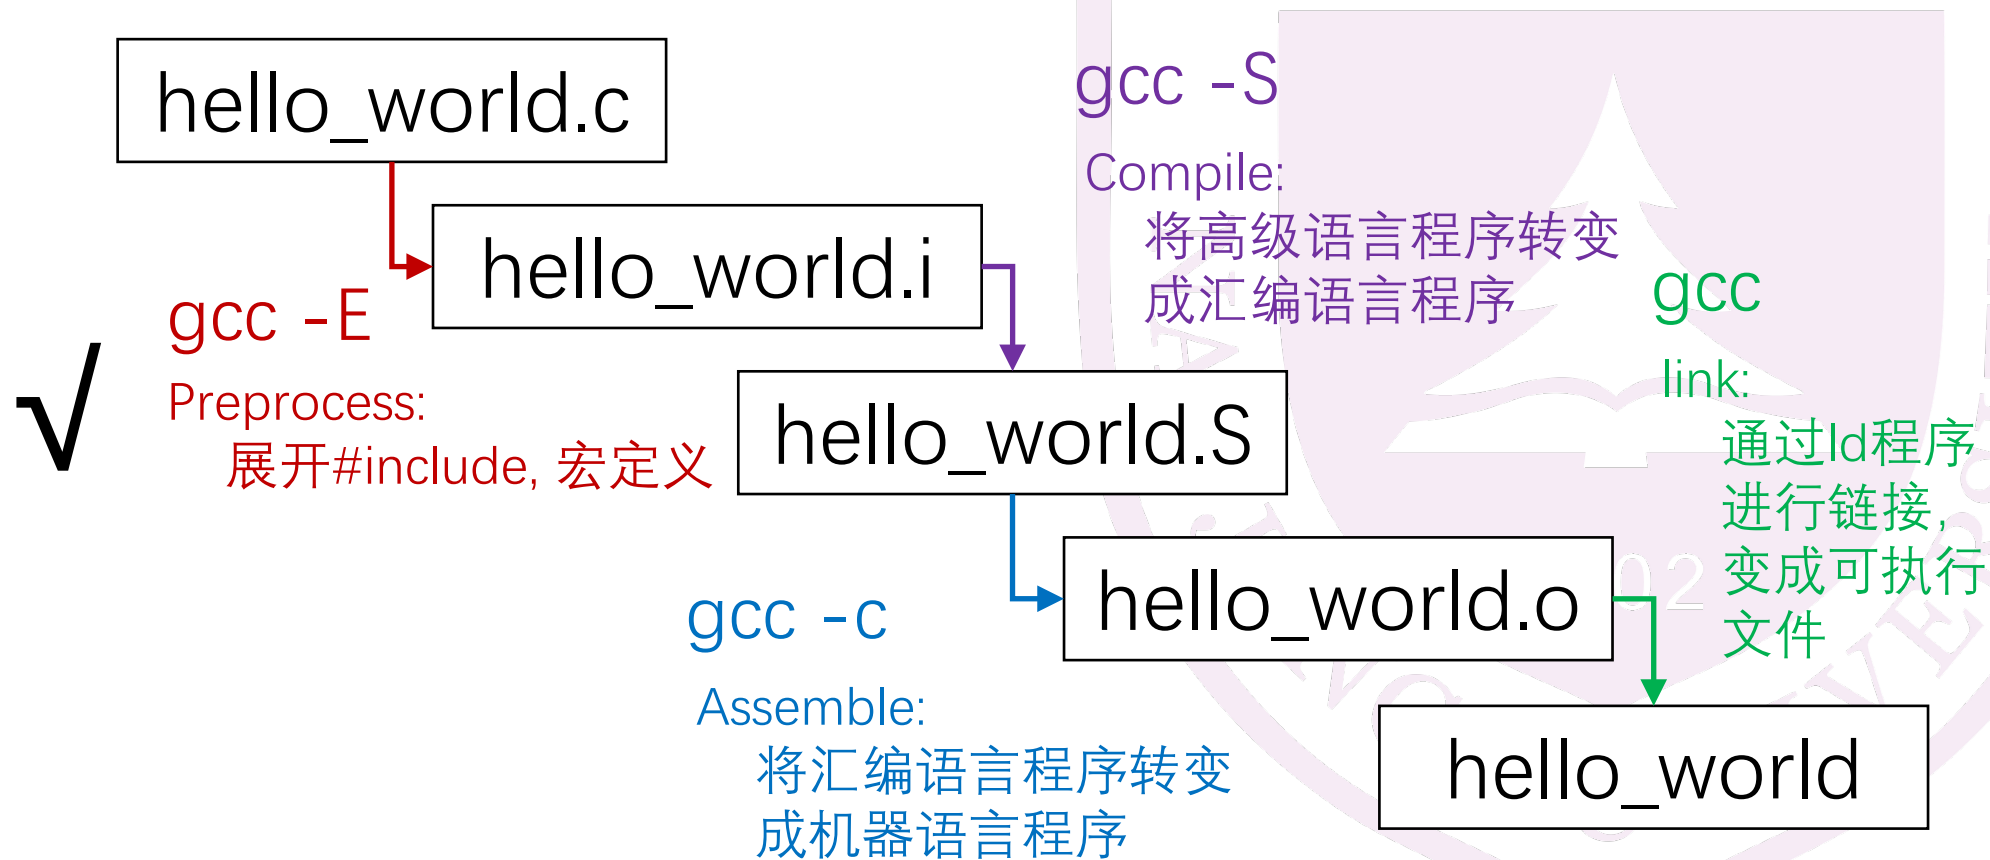 hello_world.c
gcc -S
Compile:
将高级语言程序转变
成汇编语言程序
hello_world.i
gcc -E
Preprocess:
展开#include, 宏定义
√
hello_world.S
gcc
link:
通过ld程序
进行链接,
变成可执行
文件
hello_world.o
gcc -c
Assemble:
将汇编语言程序转变
成机器语言程序
hello_world